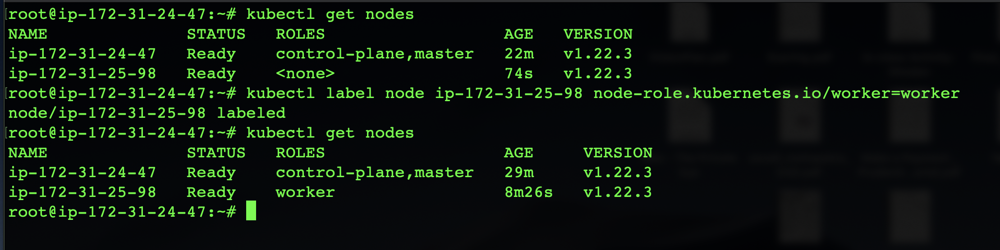 root@ip-172-31-24-47:~# kubectl get nodes
NAME STATUS ROLES AGE VERSION
ip-172-31-24-47 Ready control-plane,master 22m v1.22.3
ip-172-31-25-98 Ready <none> 74s v1.22.3
root@ip-172-31-24-47:~# kubectl label node ip-172-31-25-98 node-role.kubernetes.io/worker=worker
node/ip-172-31-25-98 labeled
root@ip-172-31-24-47:~# kubectl get nodes
NAME STATUS ROLES AGE VERSION
ip-172-31-24-47 Ready control-plane,master 29m v1.22.3
ip-172-31-25-98 Ready worker 8m26s v1.22.3
root@ip-172-31-24-47:~#